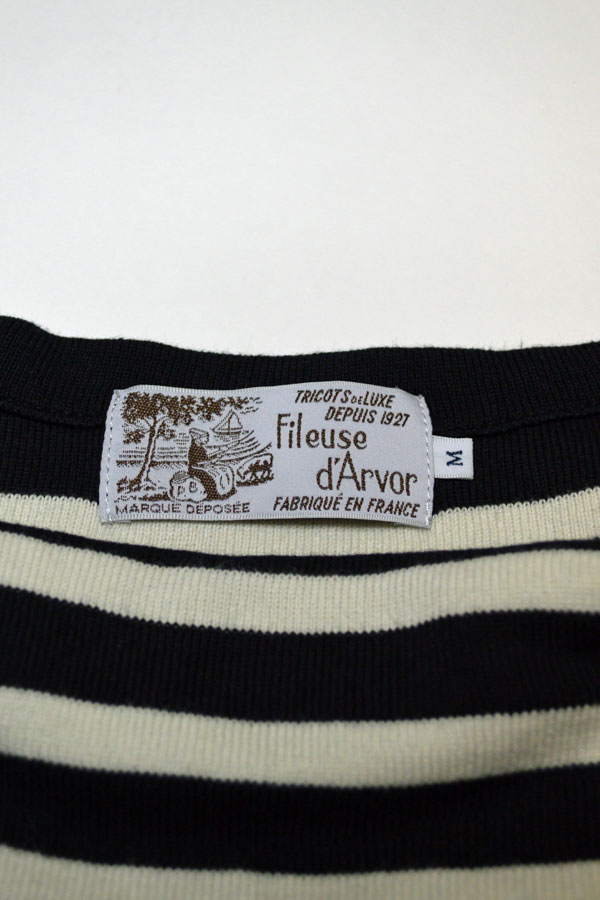 TRICOTS DE LUXE
DEPUIS 1927
Fileuse
d'Arvor
MARQUE DÉPOSÉE
FABRIQUÉ EN FRANCE
M